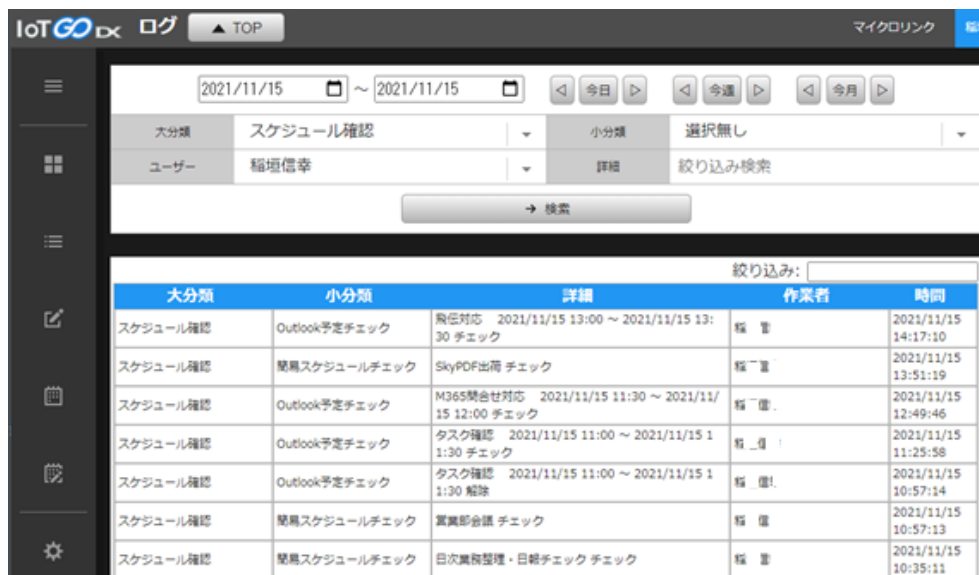 IoT GO DX ログ ▲ TOP マイクロリンク
2021/11/15 ～ 2021/11/15 ◁ 今日 ▷ ◁ 今週 ▷ ◁ 今月 ▷
大分類 スケジュール確認 小分類 選択無し
ユーザー 稲垣信幸 詳細 絞り込み検索
→ 検索
絞り込み:
大分類 小分類 詳細 作業者 時間
スケジュール確認 Outlook予定チェック 飛伝対応 2021/11/15 13:00 ～ 2021/11/15 13:
30 チェック 2021/11/15
14:17:10
スケジュール確認 簡易スケジュールチェック SkyPDF出荷 チェック 2021/11/15
13:51:19
スケジュール確認 Outlook予定チェック M365問合せ対応 2021/11/15 11:30 ～ 2021/11/
15 12:00 チェック 2021/11/15
12:49:46
スケジュール確認 Outlook予定チェック タスク確認 2021/11/15 11:00 ～ 2021/11/15 1
1:30 チェック 2021/11/15
11:25:58
スケジュール確認 Outlook予定チェック タスク確認 2021/11/15 11:00 ～ 2021/11/15 1
1:30 解除 2021/11/15
10:57:14
スケジュール確認 簡易スケジュールチェック 営業部会議 チェック 2021/11/15
10:57:13
スケジュール確認 簡易スケジュールチェック 日次業務整理・日報チェック チェック 2021/11/15
10:35:11